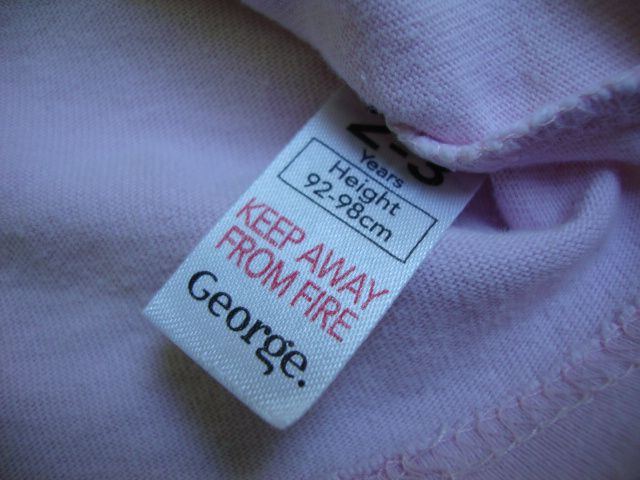 2-3
Years
Height
92-98cm
KEEP AWAY
FROM FIRE
George.